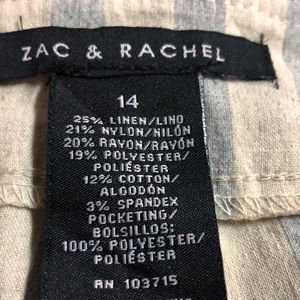 ZAC & RACHEL
14
25% LINEN/LINO
21% NYLON/NILÓN
20% RAYON/RAYÓN
19% POLYESTER/
POLIÉSTER
12% COTTON/
ALGODÓN
3% SPANDEX
POCKETING/
BOLSILLOS:
100% POLYESTER/
POLIÉSTER
RN 103715